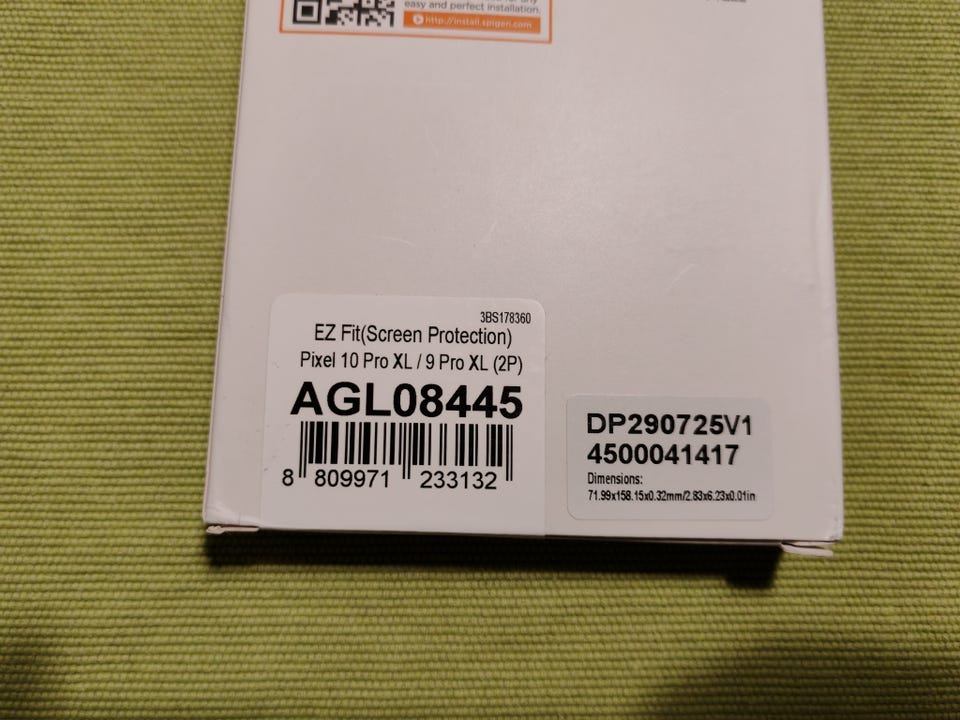 easy and perfect installation.
http://install.spigen.com
3BS178360
EZ Fit(Screen Protection)
Pixel 10 Pro XL / 9 Pro XL (2P)
AGL08445
8 809971 233132
DP290725V1
4500041417
Dimensions:
71.99x158.15x0.32mm/2.83x6.23x0.01in